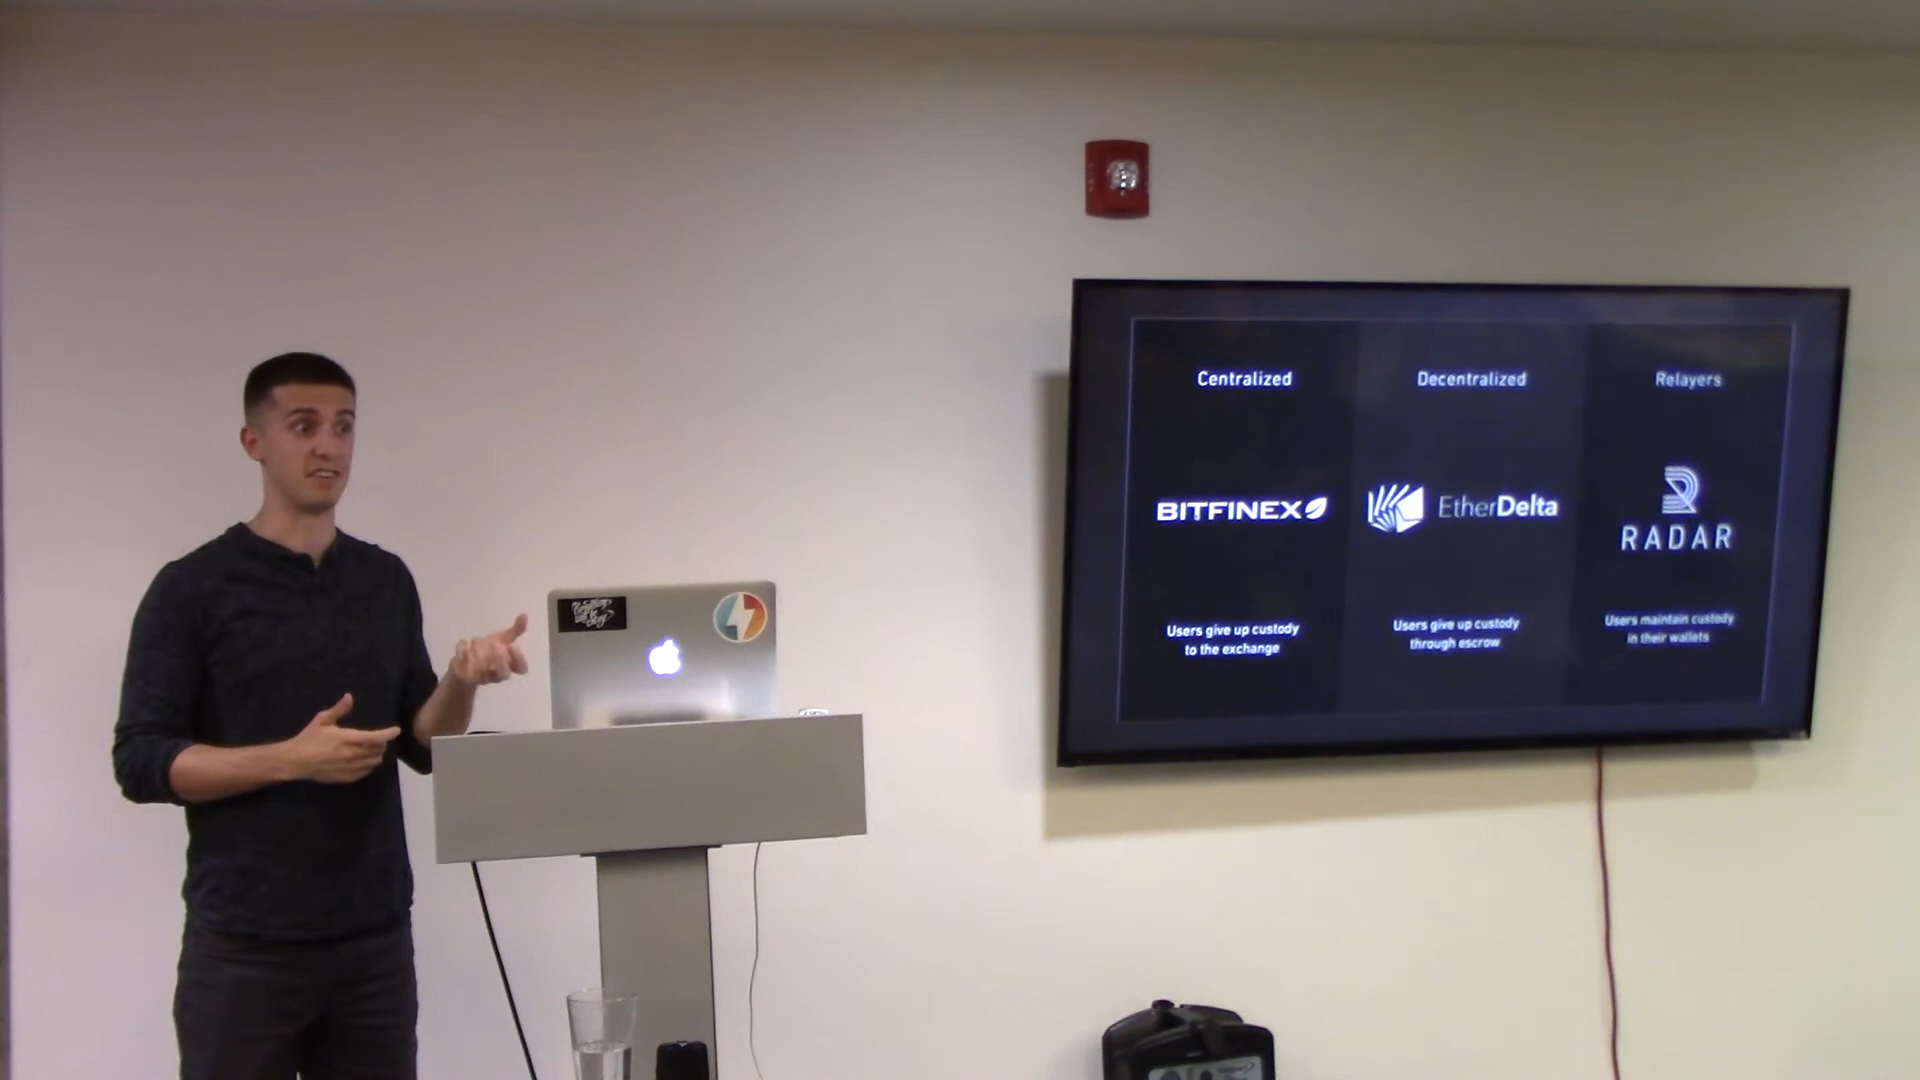 Centralized
Decentralized
Relayers
BITFINEX
EtherDelta
RADAR
Users give up custody
to the exchange
Users give up custody
through escrow
Users maintain custody
in their wallets